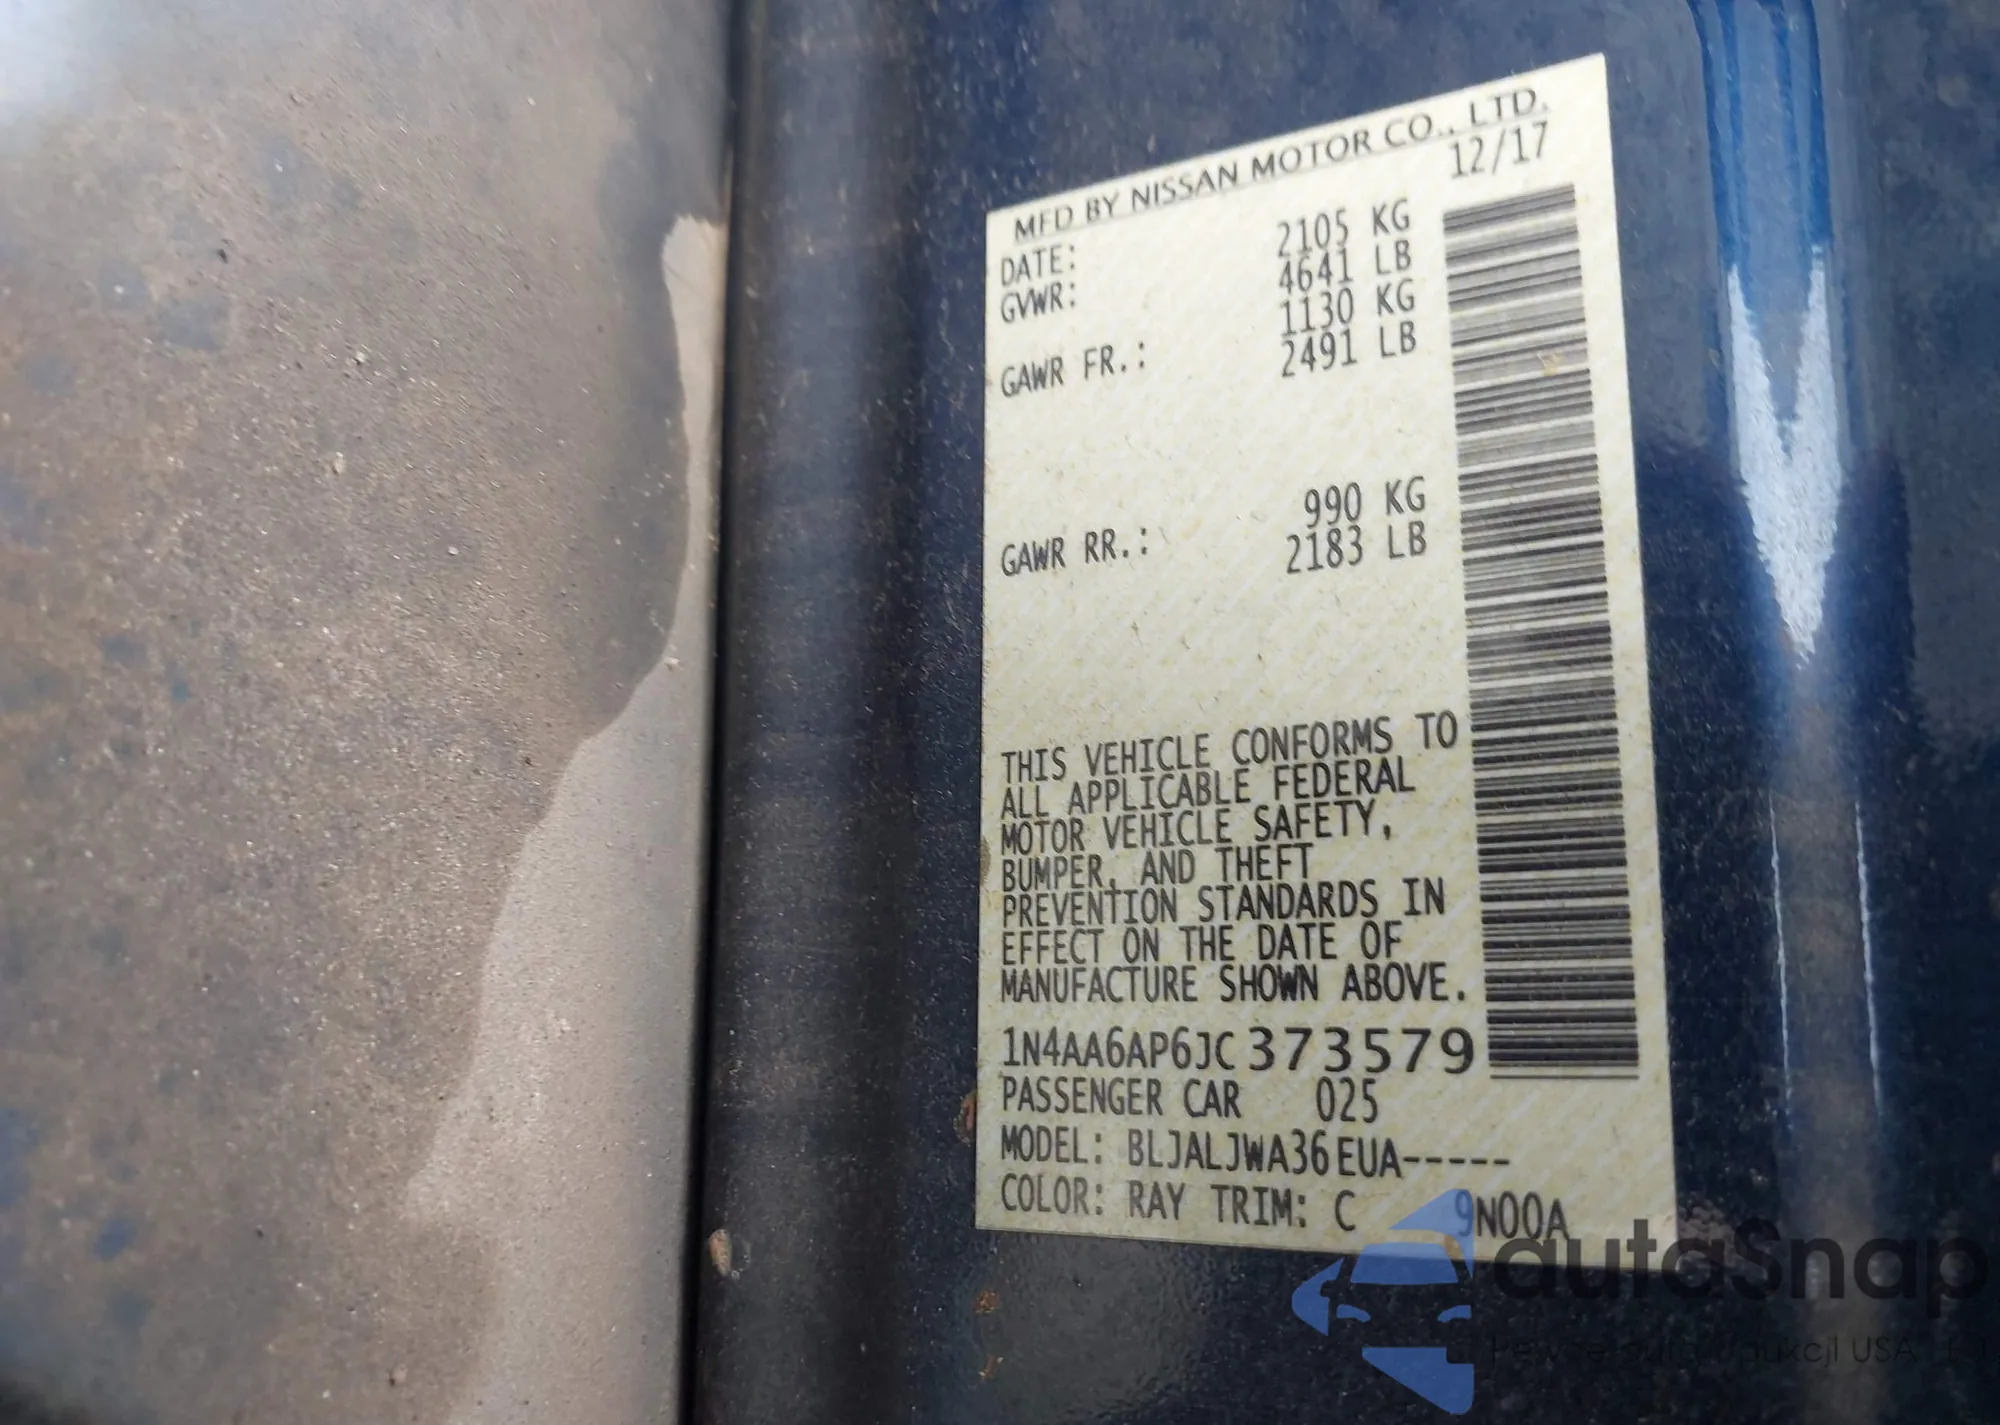 MFD BY NISSAN MOTOR CO., LTD.
DATE: 12/17
GVWR: 2105 KG
4641 LB
GAWR FR.: 1130 KG
2491 LB
GAWR RR.: 990 KG
2183 LB
THIS VEHICLE CONFORMS TO
ALL APPLICABLE FEDERAL
MOTOR VEHICLE SAFETY,
BUMPER, AND THEFT
PREVENTION STANDARDS IN
EFFECT ON THE DATE OF
MANUFACTURE SHOWN ABOVE.
1N4AA6AP6JC373579
PASSENGER CAR 025
MODEL: BLJALJWA36EUA-----
COLOR: RAY TRIM: C 9N00A
autaSnap
USA